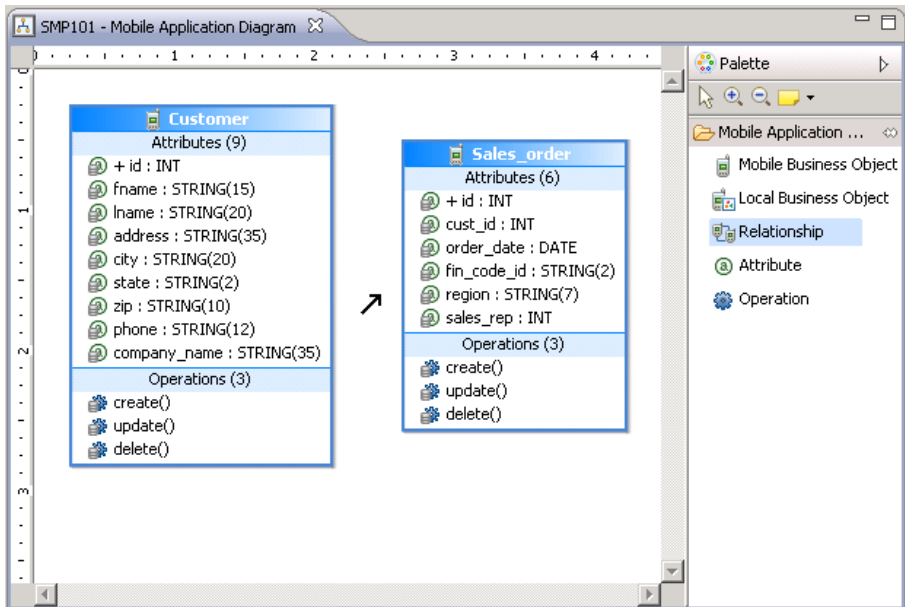 SMP101 - Mobile Application Diagram
0 1 2 3 4
Customer
Attributes (9)
+ id : INT
fname : STRING(15)
lname : STRING(20)
address : STRING(35)
city : STRING(20)
state : STRING(2)
zip : STRING(10)
phone : STRING(12)
company_name : STRING(35)
Operations (3)
create()
update()
delete()
Sales_order
Attributes (6)
+ id : INT
cust_id : INT
order_date : DATE
fin_code_id : STRING(2)
region : STRING(7)
sales_rep : INT
Operations (3)
create()
update()
delete()
0
1
2
3
Palette
Mobile Application ...
Mobile Business Object
Local Business Object
Relationship
Attribute
Operation